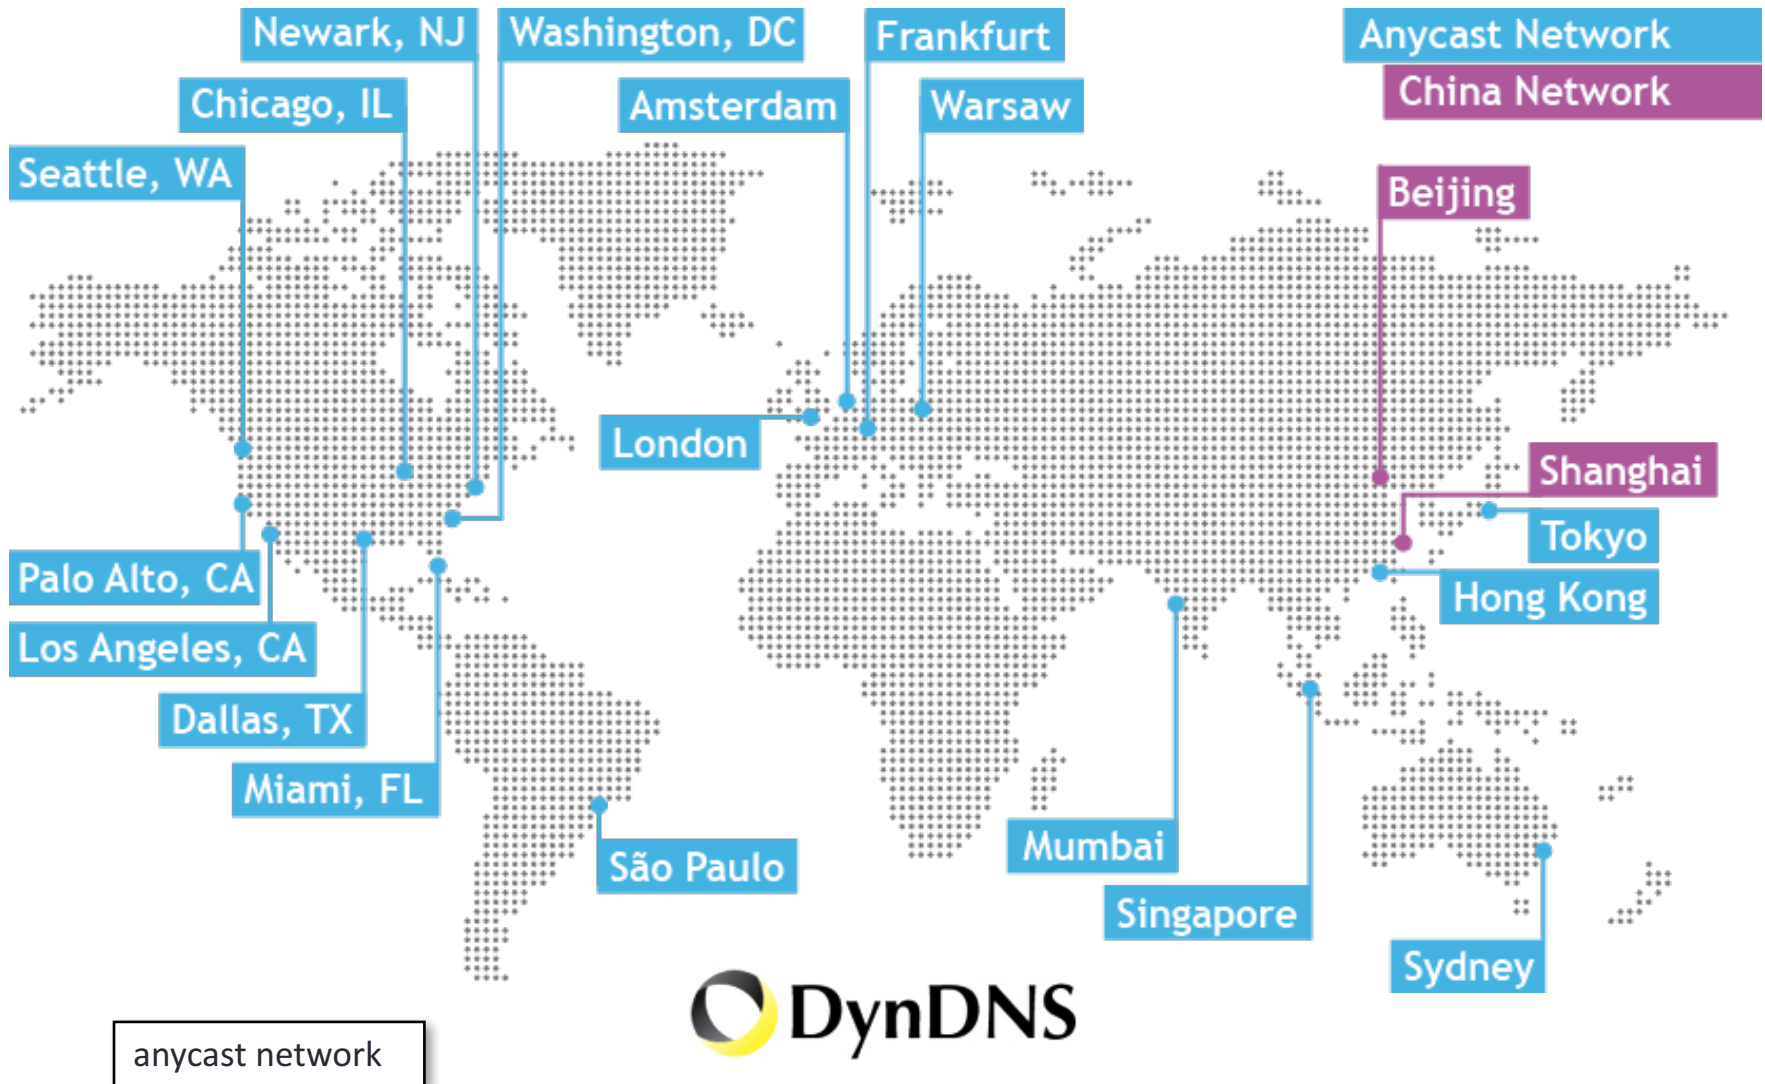 Newark, NJ
Washington, DC
Frankfurt
Anycast Network
Chicago, IL
Amsterdam
Warsaw
China Network
Seattle, WA
Beijing
London
Shanghai
Tokyo
Palo Alto, CA
Hong Kong
Los Angeles, CA
Dallas, TX
Miami, FL
São Paulo
Mumbai
Singapore
Sydney
DynDNS
anycast network